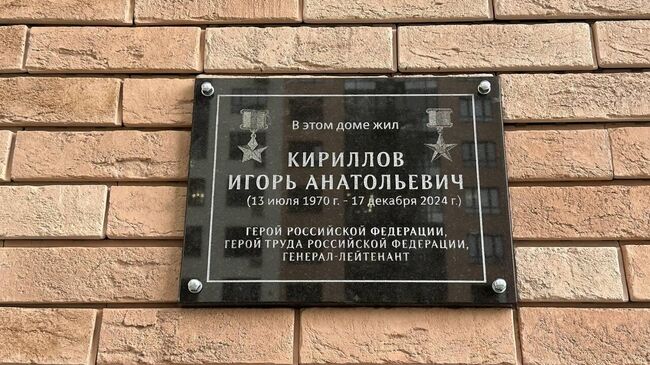 В этом доме жил
КИРИЛЛОВ
ИГОРЬ АНАТОЛЬЕВИЧ
(13 июля 1970 г. - 17 декабря 2024 г.)
ГЕРОЙ РОССИЙСКОЙ ФЕДЕРАЦИИ,
ГЕРОЙ ТРУДА РОССИЙСКОЙ ФЕДЕРАЦИИ,
ГЕНЕРАЛ-ЛЕЙТЕНАНТ